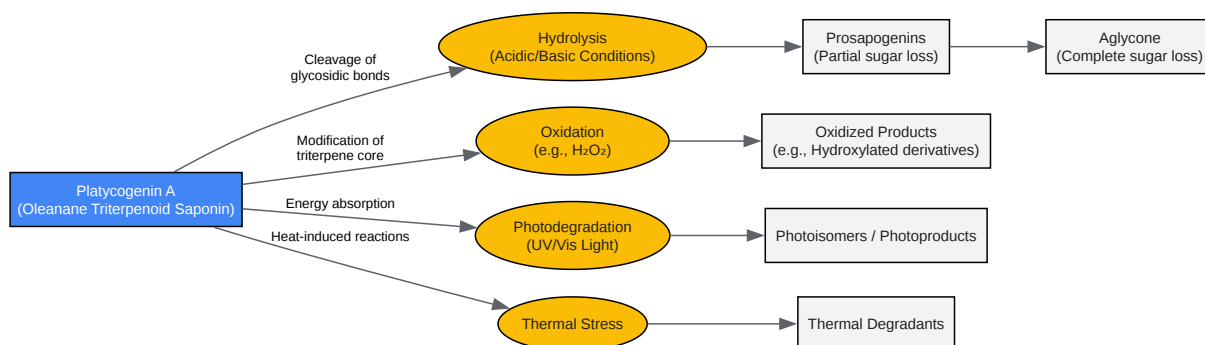 Platycogenin A
(Oleanane Triterpenoid Saponin)
Cleavage of
glycosidic bonds
Hydrolysis
(Acidic/Basic Conditions)
Prosapogenins
(Partial sugar loss)
Aglycone
(Complete sugar loss)
Modification of
triterpene core
Oxidation
(e.g., H₂O₂)
Oxidized Products
(e.g., Hydroxylated derivatives)
Energy absorption
Photodegradation
(UV/Vis Light)
Photoisomers / Photoproducts
Heat-induced reactions
Thermal Stress
Thermal Degradants